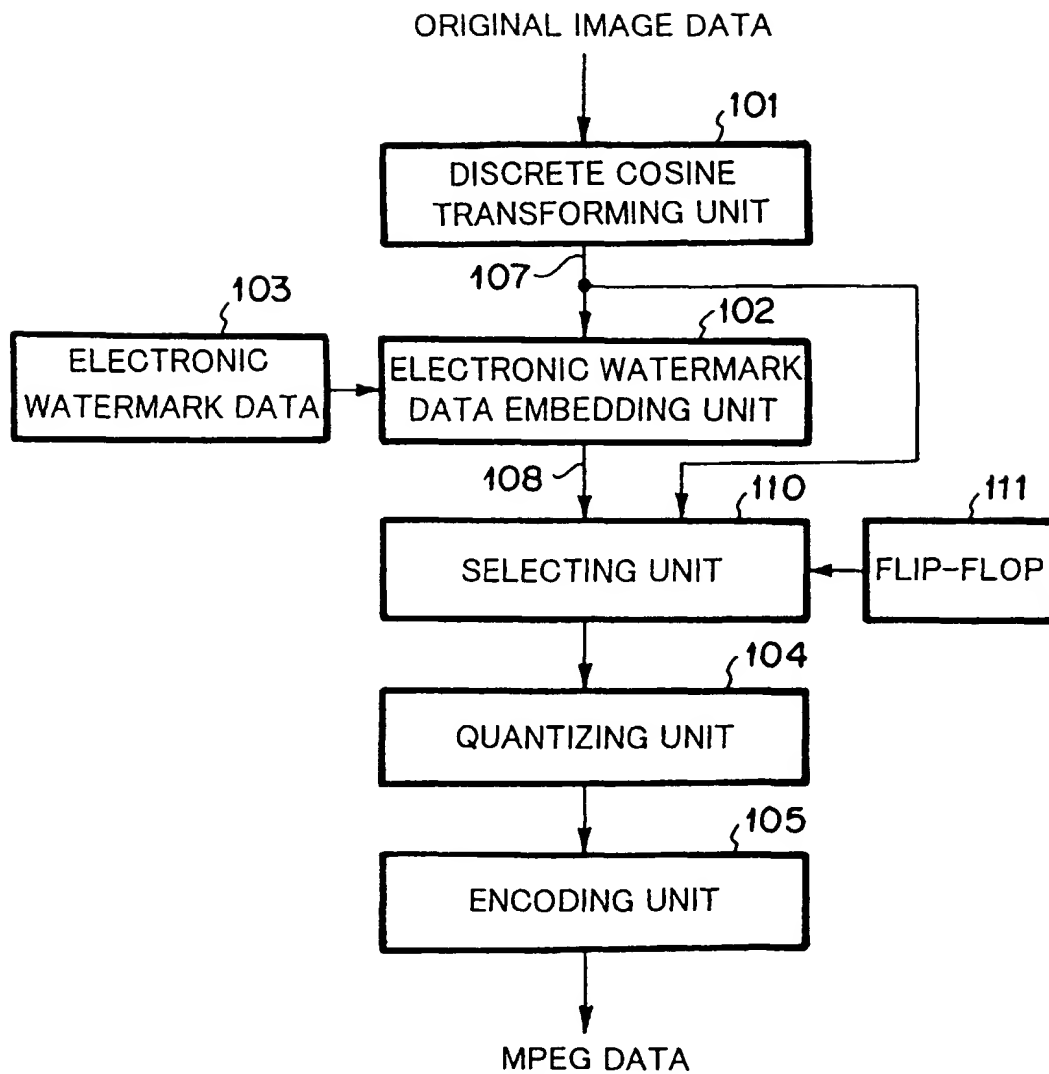 ORIGINAL IMAGE DATA
101
DISCRETE COSINE
TRANSFORMING UNIT
107
103
102
ELECTRONIC
WATERMARK DATA
ELECTRONIC WATERMARK
DATA EMBEDDING UNIT
108
110
111
SELECTING UNIT
FLIP-FLOP
104
QUANTIZING UNIT
105
ENCODING UNIT
MPEG DATA